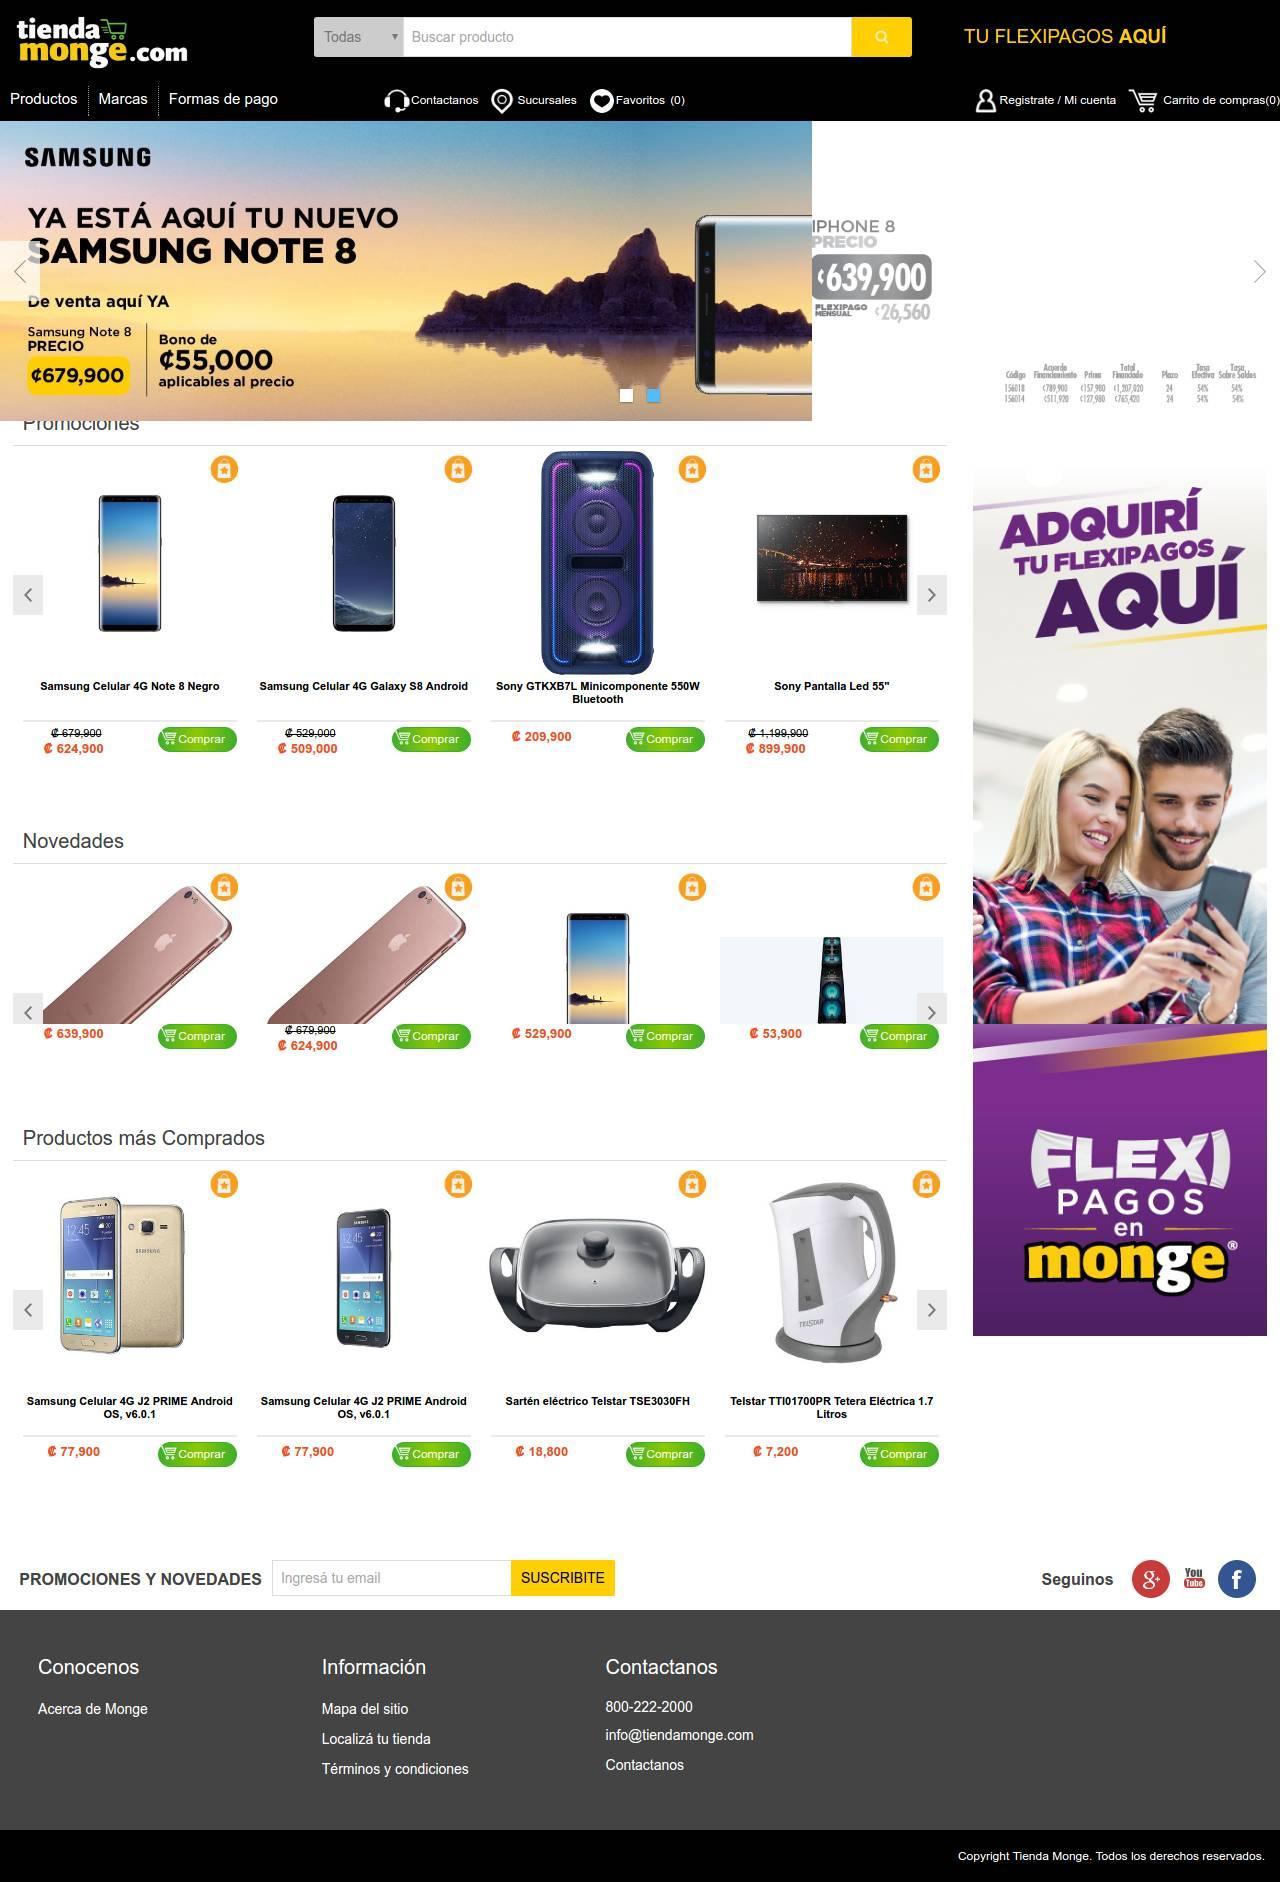 tienda
monge.com
Todas
Buscar producto
TU FLEXIPAGOS AQUÍ
Productos
Marcas
Formas de pago
Contactanos
Sucursales
Favoritos (0)
Registrate / Mi cuenta
Carrito de compras(0)
SAMSUNG
YA ESTÁ AQUÍ TU NUEVO
SAMSUNG NOTE 8
De venta aquí YA
Samsung Note 8
PRECIO
¢679,900
Bono de
¢55,000
aplicables al precio
IPHONE 8
PRECIO
¢639,900
FLEXIPAGO
MENSUAL
¢26,560
Código Acuerdo Financiamiento Prima Total Financiado Plazo Tasa Efectiva Tasa Sobre Saldos
156018 ¢789,900 ¢157,980 ¢1,207,020 24 54% 54%
156014 ¢511,920 ¢127,980 ¢765,420 24 54% 54%
Promociones
Samsung Celular 4G Note 8 Negro
₡ 679,900
₡ 624,900
Comprar
Samsung Celular 4G Galaxy S8 Android
₡ 529,000
₡ 509,000
Comprar
Sony GTKXB7L Minicomponente 550W
Bluetooth
₡ 209,900
Comprar
Sony Pantalla Led 55"
₡ 1,199,900
₡ 899,900
Comprar
ADQUIRÍ
TU FLEXIPAGOS
AQUÍ
Novedades
₡ 639,900
Comprar
₡ 679,900
₡ 624,900
Comprar
₡ 529,900
Comprar
₡ 53,900
Comprar
FLEXI
PAGOS
en
monge®
Productos más Comprados
12:45
SAMSUNG
SAMSUNG
12:45
TELSTAR
Samsung Celular 4G J2 PRIME Android
OS, v6.0.1
₡ 77,900
Comprar
Samsung Celular 4G J2 PRIME Android
OS, v6.0.1
₡ 77,900
Comprar
Sartén eléctrico Telstar TSE3030FH
₡ 18,800
Comprar
Telstar TTI01700PR Tetera Eléctrica 1.7
Litros
₡ 7,200
Comprar
PROMOCIONES Y NOVEDADES
Ingresá tu email
SUSCRIBITE
Seguinos
g+
You
Tube
f
Conocenos
Acerca de Monge
Información
Mapa del sitio
Localizá tu tienda
Términos y condiciones
Contactanos
800-222-2000
info@tiendamonge.com
Contactanos
Copyright Tienda Monge. Todos los derechos reservados.